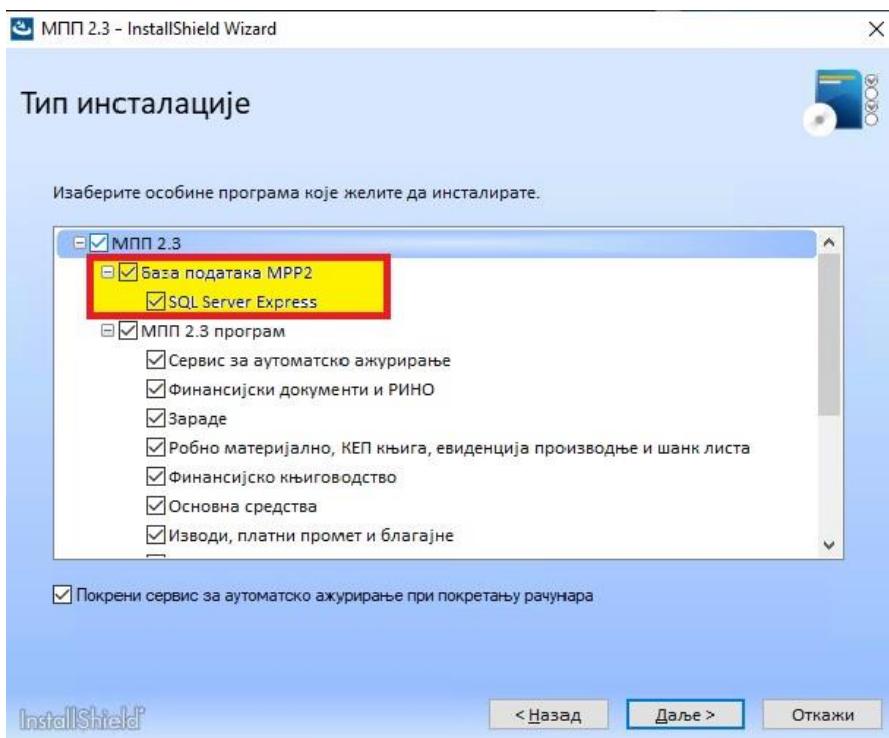 МПП 2.3 - InstallShield Wizard
Тип инсталације
Изаберите особине програма које желите да инсталирате.
МПП 2.3
База података MPP2
SQL Server Express
МПП 2.3 програм
Сервис за аутоматско ажурирање
Финансијски документи и РИНО
Зараде
Робно материјално, КЕП књига, евиденција производње и шанк листа
Финансијско књиговодство
Основна средства
Изводи, платни промет и благајне
Покрени сервис за аутоматско ажурирање при покретању рачунара
InstallShield
< Назад
Даље >
Откажи